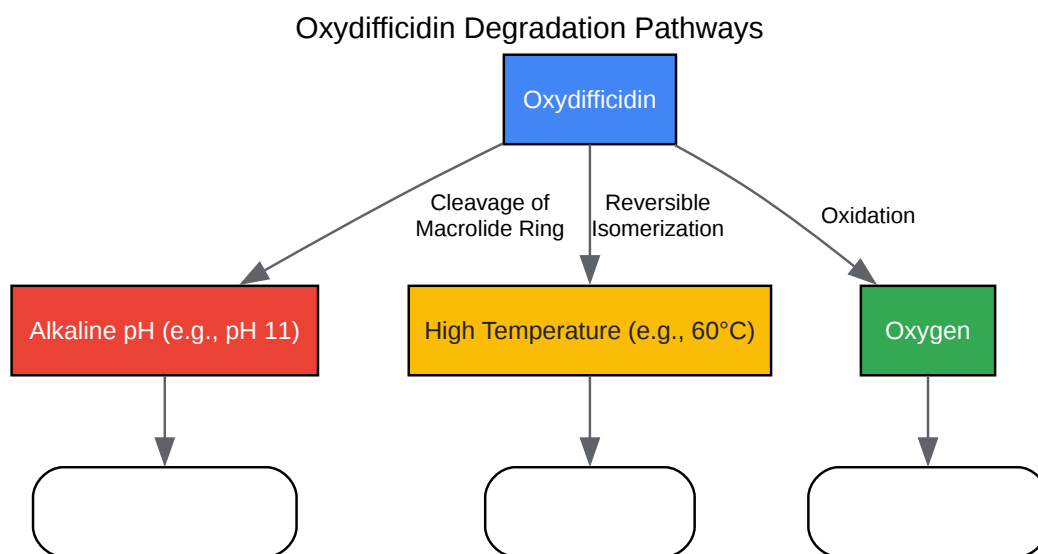 Oxydifficidin Degradation Pathways
Oxydifficidin
Cleavage of
Macrolide Ring
Reversible
Isomerization
Oxidation
Alkaline pH (e.g., pH 11)
High Temperature (e.g., 60°C)
Oxygen